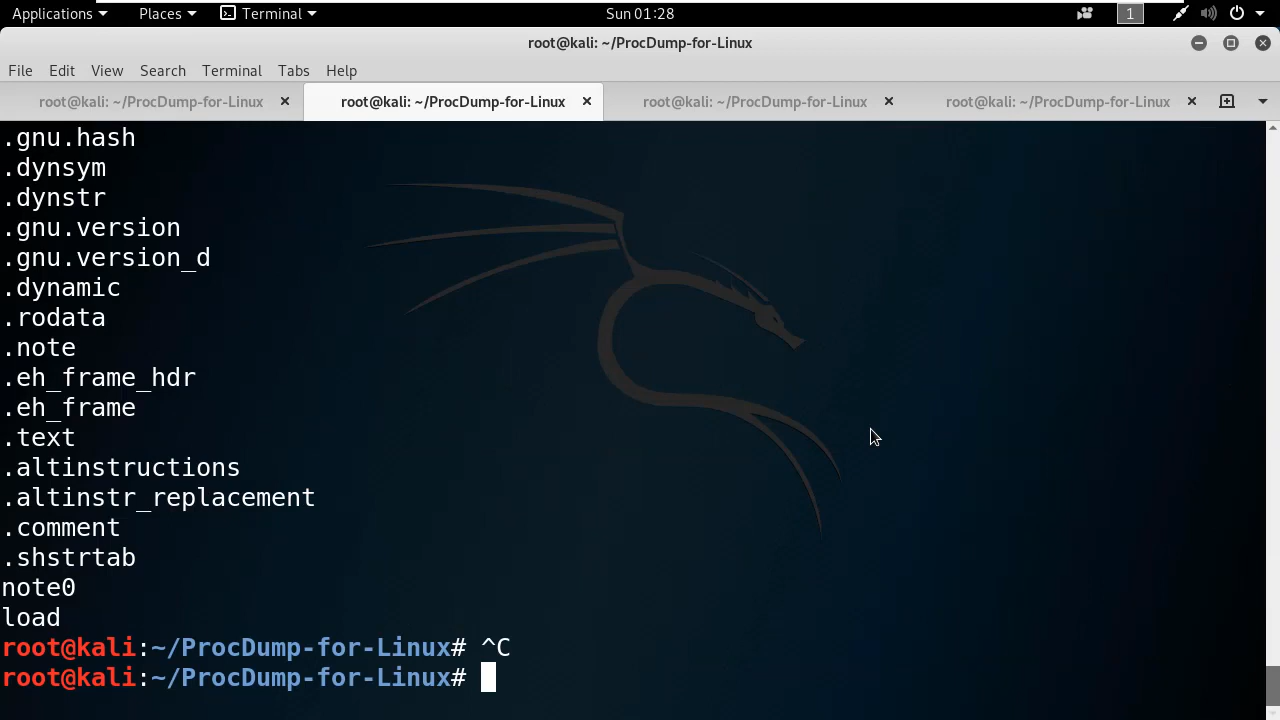 Applications Places Terminal Sun 01:28 1
root@kali: ~/ProcDump-for-Linux
File Edit View Search Terminal Tabs Help
root@kali: ~/ProcDump-for-Linux root@kali: ~/ProcDump-for-Linux root@kali: ~/ProcDump-for-Linux root@kali: ~/ProcDump-for-Linux
.gnu.hash
.dynsym
.dynstr
.gnu.version
.gnu.version_d
.dynamic
.rodata
.note
.eh_frame_hdr
.eh_frame
.text
.altinstructions
.altinstr_replacement
.comment
.shstrtab
note0
load
root@kali:~/ProcDump-for-Linux# ^C
root@kali:~/ProcDump-for-Linux#